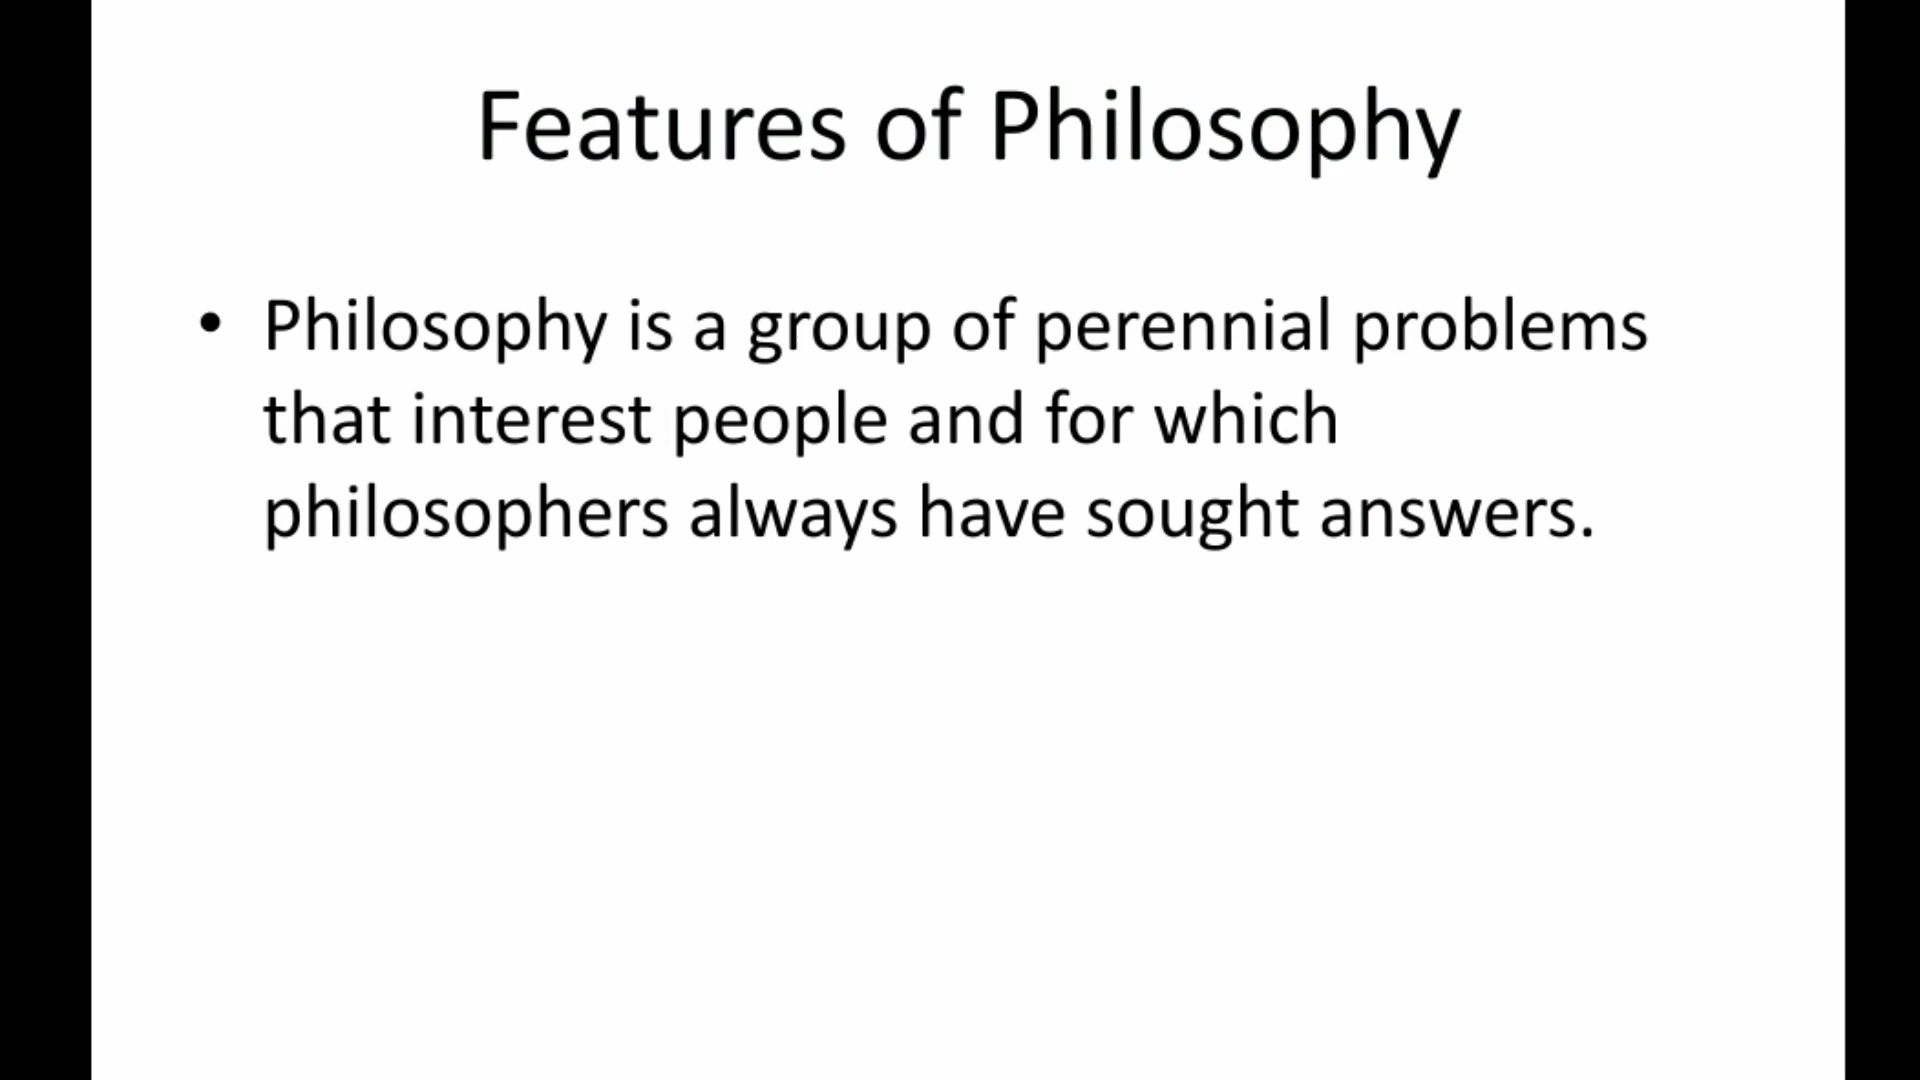 Features of Philosophy
• Philosophy is a group of perennial problems
that interest people and for which
philosophers always have sought answers.